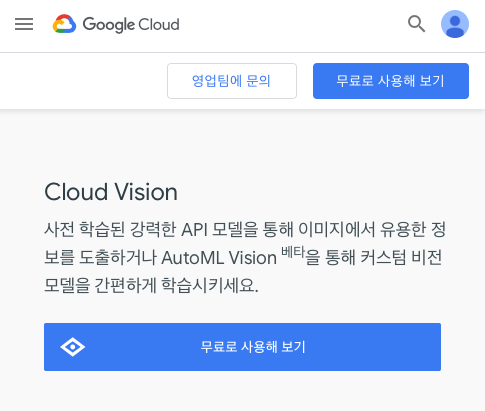 Google Cloud
영업팀에 문의
무료로 사용해 보기
Cloud Vision
사전 학습된 강력한 API 모델을 통해 이미지에서 유용한 정
보를 도출하거나 AutoML Vision 베타을 통해 커스텀 비전
모델을 간편하게 학습시키세요.
무료로 사용해 보기